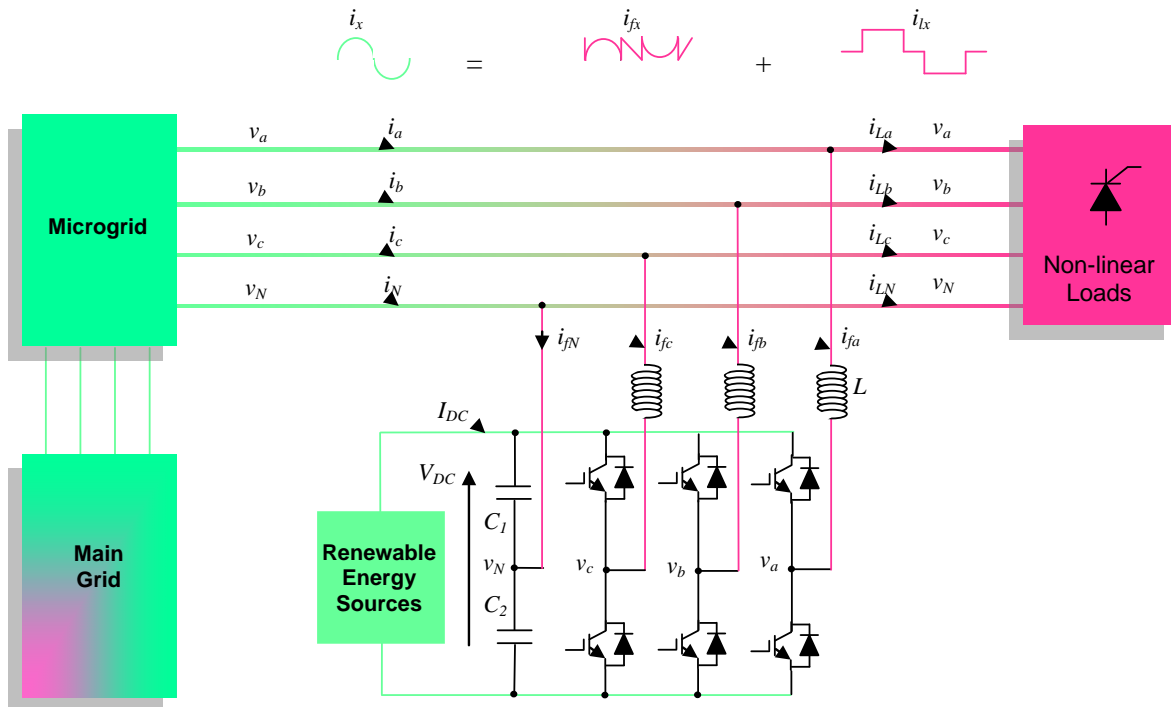 i_x i_fx i_lx
= +
v_a i_a i_La v_a
v_b i_b i_Lb v_b
Microgrid
v_c i_c i_Lc v_c
Non-linear
Loads
v_N i_N i_LN v_N
i_fN i_fc i_fb i_fa
L
I_DC
V_DC
C_1
Main
Grid
Renewable
Energy
Sources
v_N v_c v_b v_a
C_2